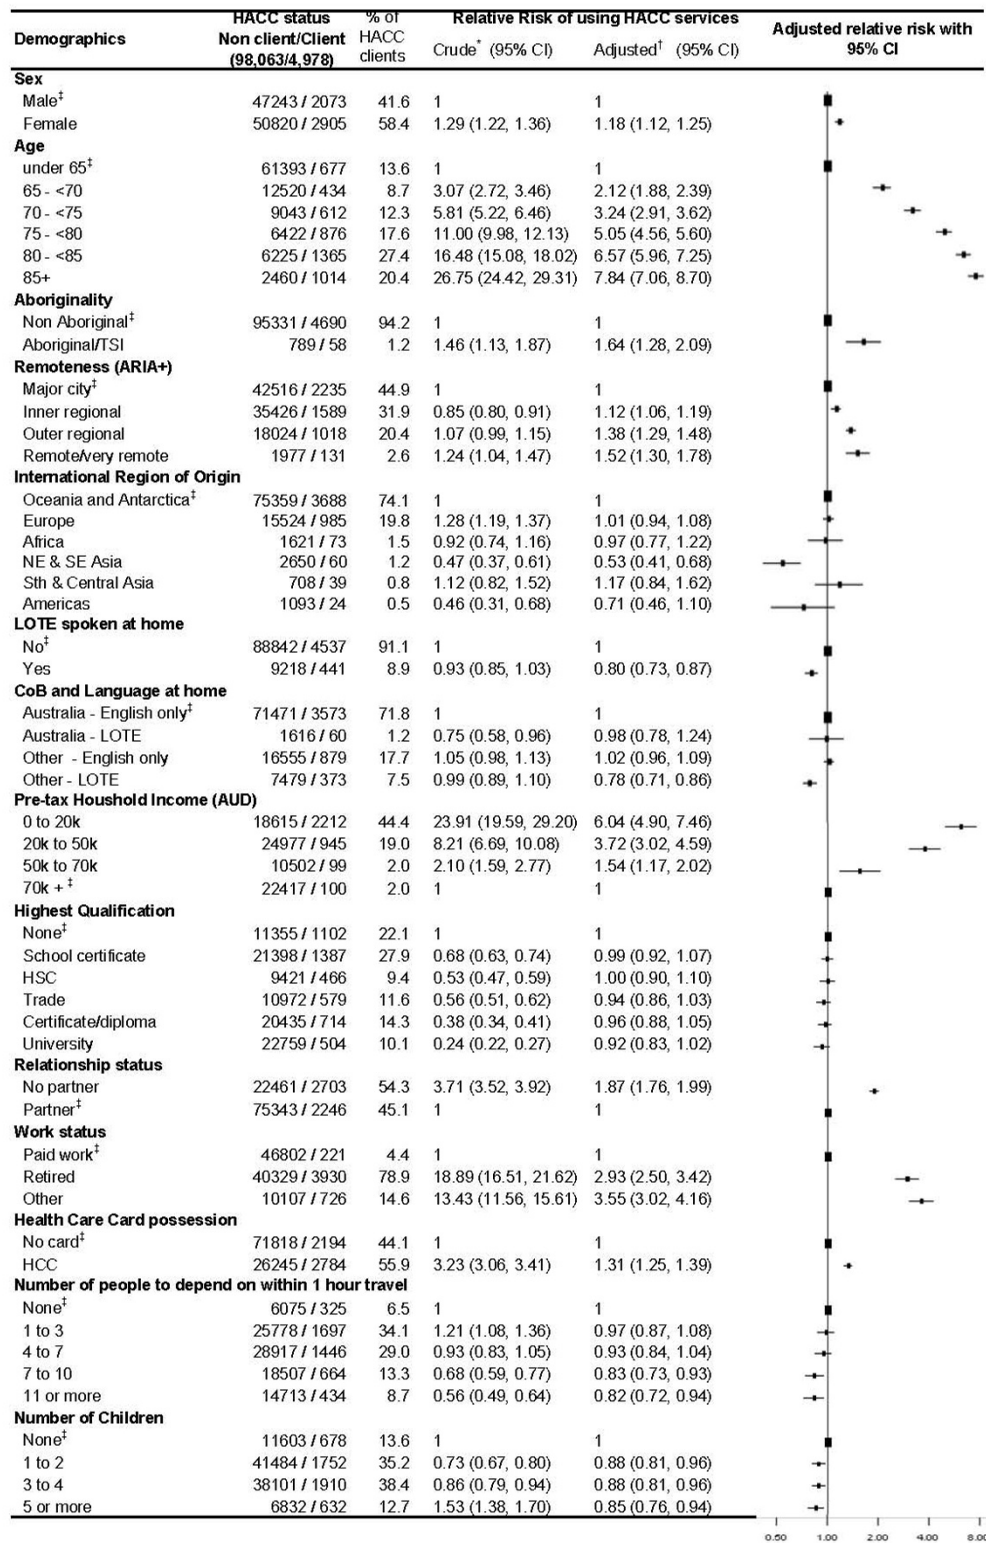 Demographics HACC status Non client/Client (98,063/4,978) % of HACC clients Relative Risk of using HACC services Crude* (95% CI) Adjusted† (95% CI) Adjusted relative risk with 95% CI
Sex
Male‡ 47243 / 2073 41.6 1 1
Female 50820 / 2905 58.4 1.29 (1.22, 1.36) 1.18 (1.12, 1.25)
Age
under 65‡ 61393 / 677 13.6 1 1
65 - <70 12520 / 434 8.7 3.07 (2.72, 3.46) 2.12 (1.88, 2.39)
70 - <75 9043 / 612 12.3 5.81 (5.22, 6.46) 3.24 (2.91, 3.62)
75 - <80 6422 / 876 17.6 11.00 (9.98, 12.13) 5.05 (4.56, 5.60)
80 - <85 6225 / 1365 27.4 16.48 (15.08, 18.02) 6.57 (5.96, 7.25)
85+ 2460 / 1014 20.4 26.75 (24.42, 29.31) 7.84 (7.06, 8.70)
Aboriginality
Non Aboriginal‡ 95331 / 4690 94.2 1 1
Aboriginal/TSI 789 / 58 1.2 1.46 (1.13, 1.87) 1.64 (1.28, 2.09)
Remoteness (ARIA+)
Major city‡ 42516 / 2235 44.9 1 1
Inner regional 35426 / 1589 31.9 0.85 (0.80, 0.91) 1.12 (1.06, 1.19)
Outer regional 18024 / 1018 20.4 1.07 (0.99, 1.15) 1.38 (1.29, 1.48)
Remote/very remote 1977 / 131 2.6 1.24 (1.04, 1.47) 1.52 (1.30, 1.78)
International Region of Origin
Oceania and Antarctica‡ 75359 / 3688 74.1 1 1
Europe 15524 / 985 19.8 1.28 (1.19, 1.37) 1.01 (0.94, 1.08)
Africa 1621 / 73 1.5 0.92 (0.74, 1.16) 0.97 (0.77, 1.22)
NE & SE Asia 2650 / 60 1.2 0.47 (0.37, 0.61) 0.53 (0.41, 0.68)
Sth & Central Asia 708 / 39 0.8 1.12 (0.82, 1.52) 1.17 (0.84, 1.62)
Americas 1093 / 24 0.5 0.46 (0.31, 0.68) 0.71 (0.46, 1.10)
LOTE spoken at home
No‡ 88842 / 4537 91.1 1 1
Yes 9218 / 441 8.9 0.93 (0.85, 1.03) 0.80 (0.73, 0.87)
CoB and Language at home
Australia - English only‡ 71471 / 3573 71.8 1 1
Australia - LOTE 1616 / 60 1.2 0.75 (0.58, 0.96) 0.98 (0.78, 1.24)
Other - English only 16555 / 879 17.7 1.05 (0.98, 1.13) 1.02 (0.96, 1.09)
Other - LOTE 7479 / 373 7.5 0.99 (0.89, 1.10) 0.78 (0.71, 0.86)
Pre-tax Houshold Income (AUD)
0 to 20k 18615 / 2212 44.4 23.91 (19.59, 29.20) 6.04 (4.90, 7.46)
20k to 50k 24977 / 945 19.0 8.21 (6.69, 10.08) 3.72 (3.02, 4.59)
50k to 70k 10502 / 99 2.0 2.10 (1.59, 2.77) 1.54 (1.17, 2.02)
70k + ‡ 22417 / 100 2.0 1 1
Highest Qualification
None‡ 11355 / 1102 22.1 1 1
School certificate 21398 / 1387 27.9 0.68 (0.63, 0.74) 0.99 (0.92, 1.07)
HSC 9421 / 466 9.4 0.53 (0.47, 0.59) 1.00 (0.90, 1.10)
Trade 10972 / 579 11.6 0.56 (0.51, 0.62) 0.94 (0.86, 1.03)
Certificate/diploma 20435 / 714 14.3 0.38 (0.34, 0.41) 0.96 (0.88, 1.05)
University 22759 / 504 10.1 0.24 (0.22, 0.27) 0.92 (0.83, 1.02)
Relationship status
No partner 22461 / 2703 54.3 3.71 (3.52, 3.92) 1.87 (1.76, 1.99)
Partner‡ 75343 / 2246 45.1 1 1
Work status
Paid work‡ 46802 / 221 4.4 1 1
Retired 40329 / 3930 78.9 18.89 (16.51, 21.62) 2.93 (2.50, 3.42)
Other 10107 / 726 14.6 13.43 (11.56, 15.61) 3.55 (3.02, 4.16)
Health Care Card possession
No card‡ 71818 / 2194 44.1 1 1
HCC 26245 / 2784 55.9 3.23 (3.06, 3.41) 1.31 (1.25, 1.39)
Number of people to depend on within 1 hour travel
None‡ 6075 / 325 6.5 1 1
1 to 3 25778 / 1697 34.1 1.21 (1.08, 1.36) 0.97 (0.87, 1.08)
4 to 7 28917 / 1446 29.0 0.93 (0.83, 1.05) 0.93 (0.84, 1.04)
7 to 10 18507 / 664 13.3 0.68 (0.59, 0.77) 0.83 (0.73, 0.93)
11 or more 14713 / 434 8.7 0.56 (0.49, 0.64) 0.82 (0.72, 0.94)
Number of Children
None‡ 11603 / 678 13.6 1 1
1 to 2 41484 / 1752 35.2 0.73 (0.67, 0.80) 0.88 (0.81, 0.96)
3 to 4 38101 / 1910 38.4 0.86 (0.79, 0.94) 0.88 (0.81, 0.96)
5 or more 6832 / 632 12.7 1.53 (1.38, 1.70) 0.85 (0.76, 0.94)
0.50 1.00 2.00 4.00 8.00